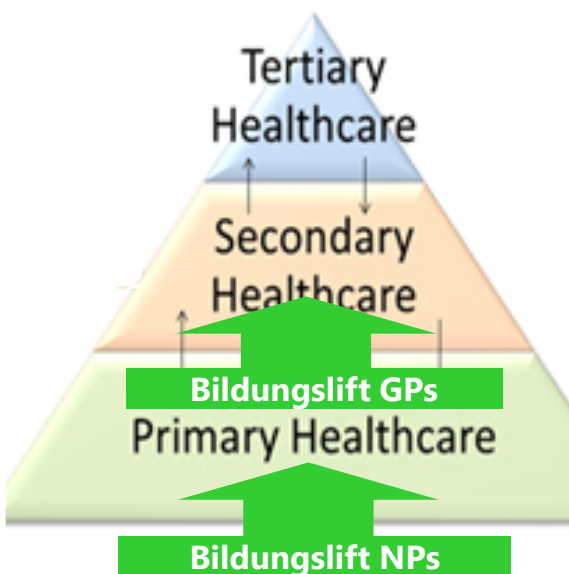 Tertiary
Healthcare
Secondary
Healthcare
Bildungslift GPs
Primary Healthcare
Bildungslift NPs